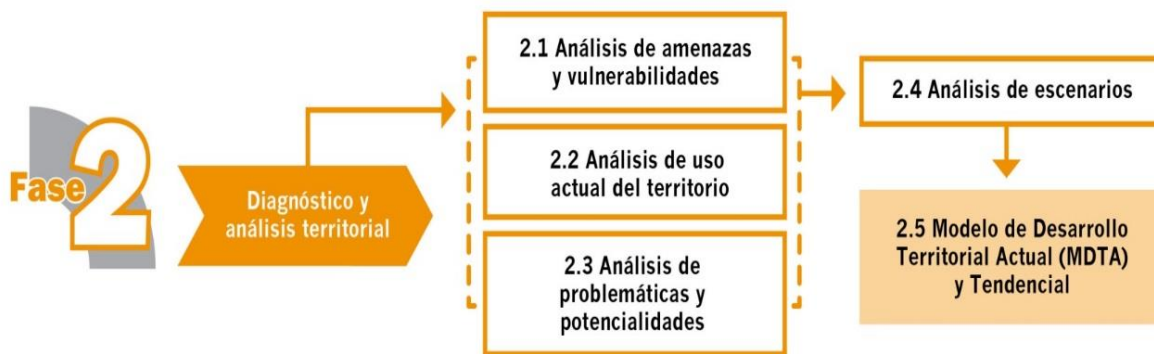 Fase 2
Diagnóstico y
análisis territorial
2.1 Análisis de amenazas
y vulnerabilidades
2.2 Análisis de uso
actual del territorio
2.3 Análisis de
problemáticas y
potencialidades
2.4 Análisis de escenarios
2.5 Modelo de Desarrollo
Territorial Actual (MDTA)
y Tendencial